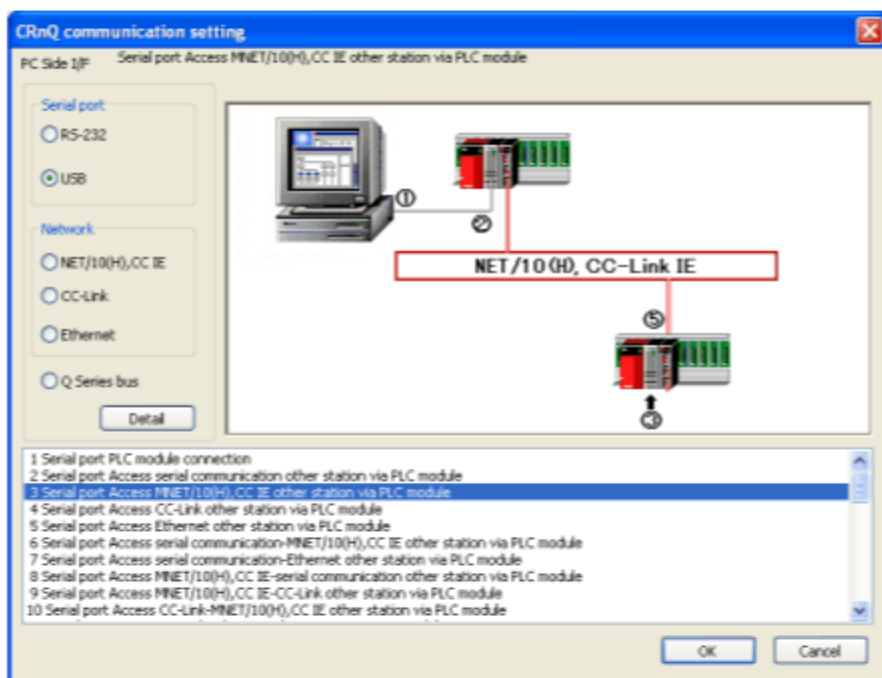 CRnQ communication setting
PC Side I/F
Serial port Access MNET/10(H),CC IE other station via PLC module
Serial port
RS-232
USB
Network
NET/10(H),CC IE
CC-Link
Ethernet
Q Series bus
Detail
①
②
NET/10(H), CC-Link IE
⑤
③
1 Serial port PLC module connection
2 Serial port Access serial communication other station via PLC module
3 Serial port Access MNET/10(H),CC IE other station via PLC module
4 Serial port Access CC-Link other station via PLC module
5 Serial port Access Ethernet other station via PLC module
6 Serial port Access serial communication-MNET/10(H),CC IE other station via PLC module
7 Serial port Access serial communication-Ethernet other station via PLC module
8 Serial port Access MNET/10(H),CC IE-serial communication other station via PLC module
9 Serial port Access MNET/10(H),CC IE-CC-Link other station via PLC module
10 Serial port Access CC-Link-MNET/10(H),CC IE other station via PLC module
OK
Cancel